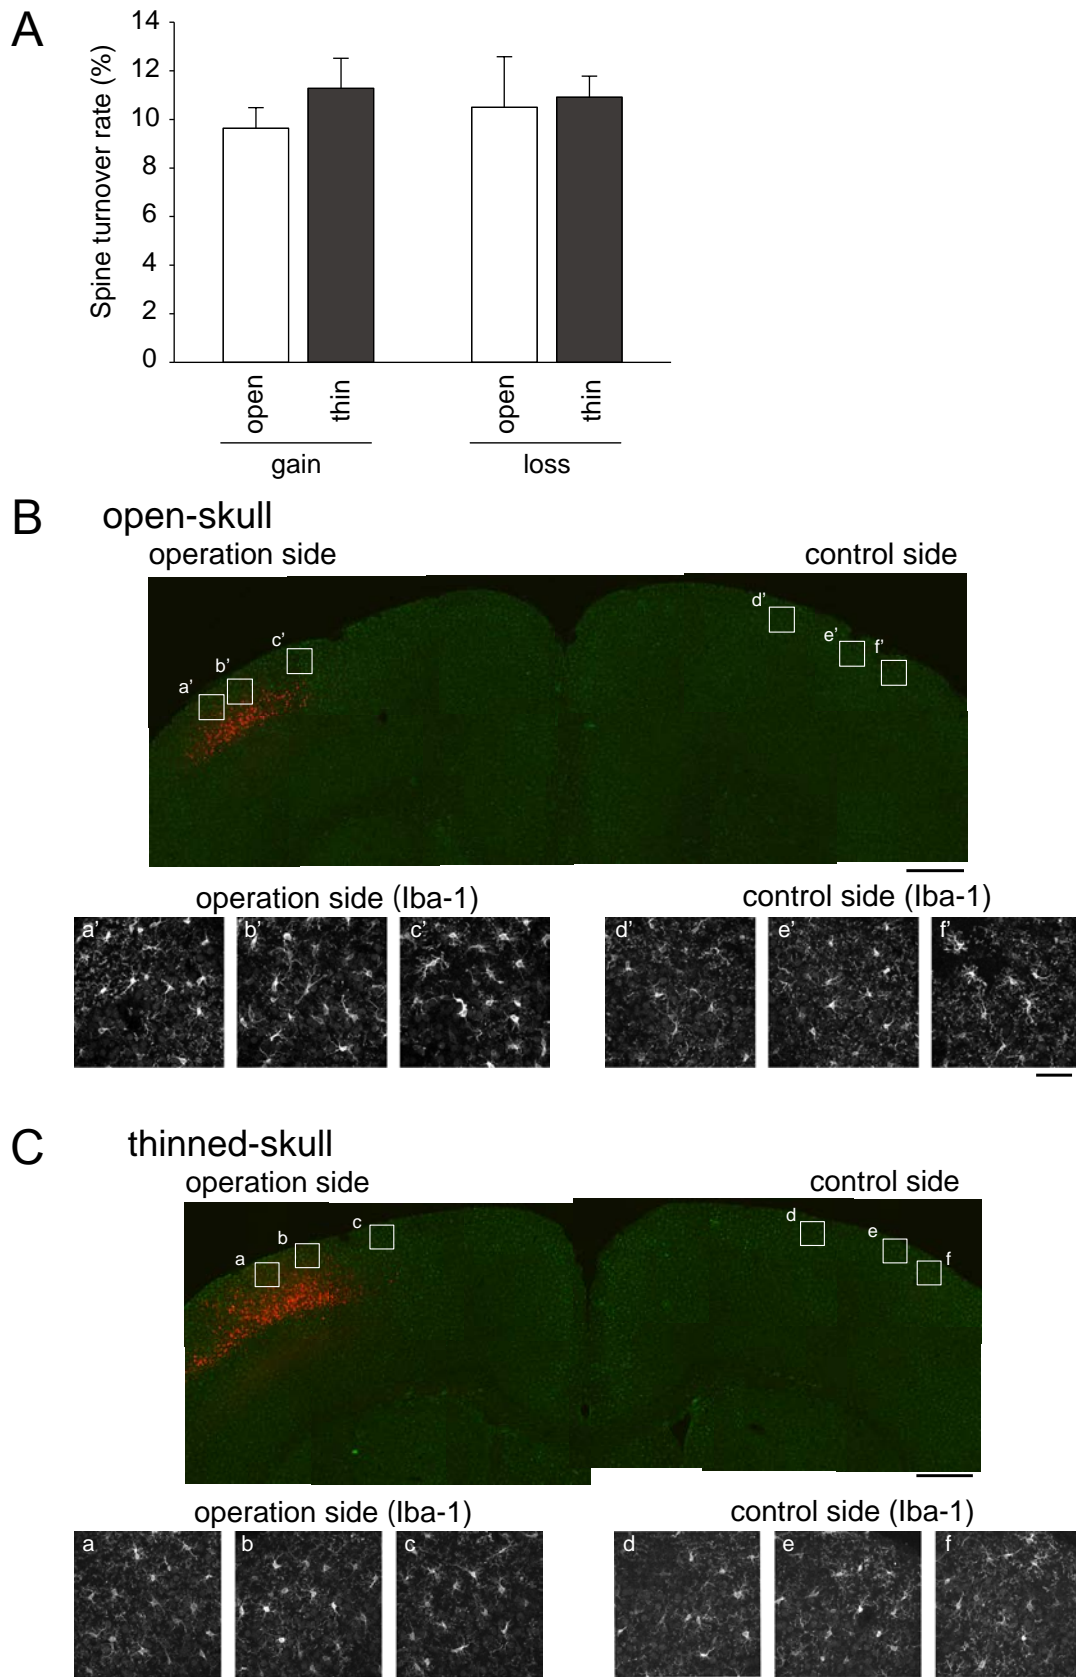 A
Spine turnover rate (%)
14
12
10
8
6
4
2
0
open
thin
open
thin
gain
loss
B
open-skull
operation side
control side
a’
b’
c’
d’
e’
f’
operation side (Iba-1)
control side (Iba-1)
a’
b’
c’
d’
e’
f’
C
thinned-skull
operation side
control side
a
b
c
d
e
f
operation side (Iba-1)
control side (Iba-1)
a
b
c
d
e
f